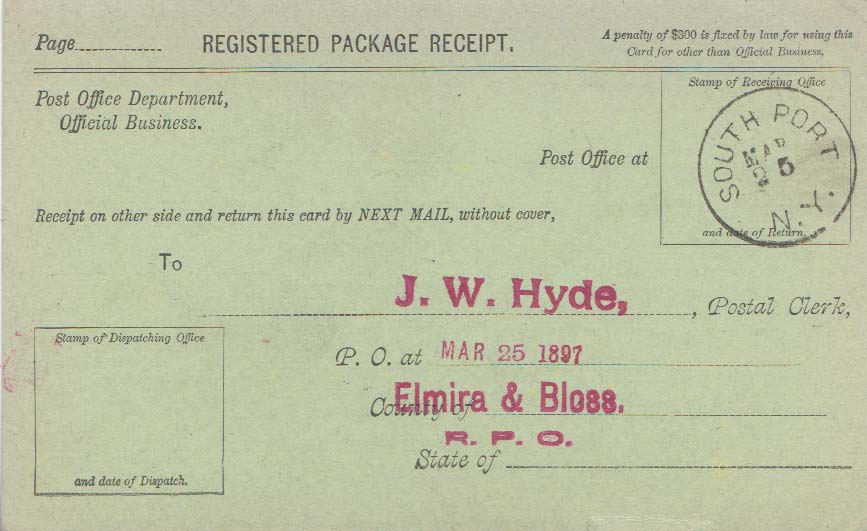 Page
REGISTERED PACKAGE RECEIPT.
A penalty of $300 is fixed by law for using this
Card for other than Official Business.
Post Office Department,
Official Business.
Stamp of Receiving Office
SOUTH PORT
MAR
25
N.Y.
and date of Return.
Post Office at
Receipt on other side and return this card by NEXT MAIL, without cover,
To
J. W. Hyde,
, Postal Clerk,
Stamp of Dispatching Office
P. O. at MAR 25 1897
County of Elmira & Bloss.
R. P. O.
State of
and date of Dispatch.